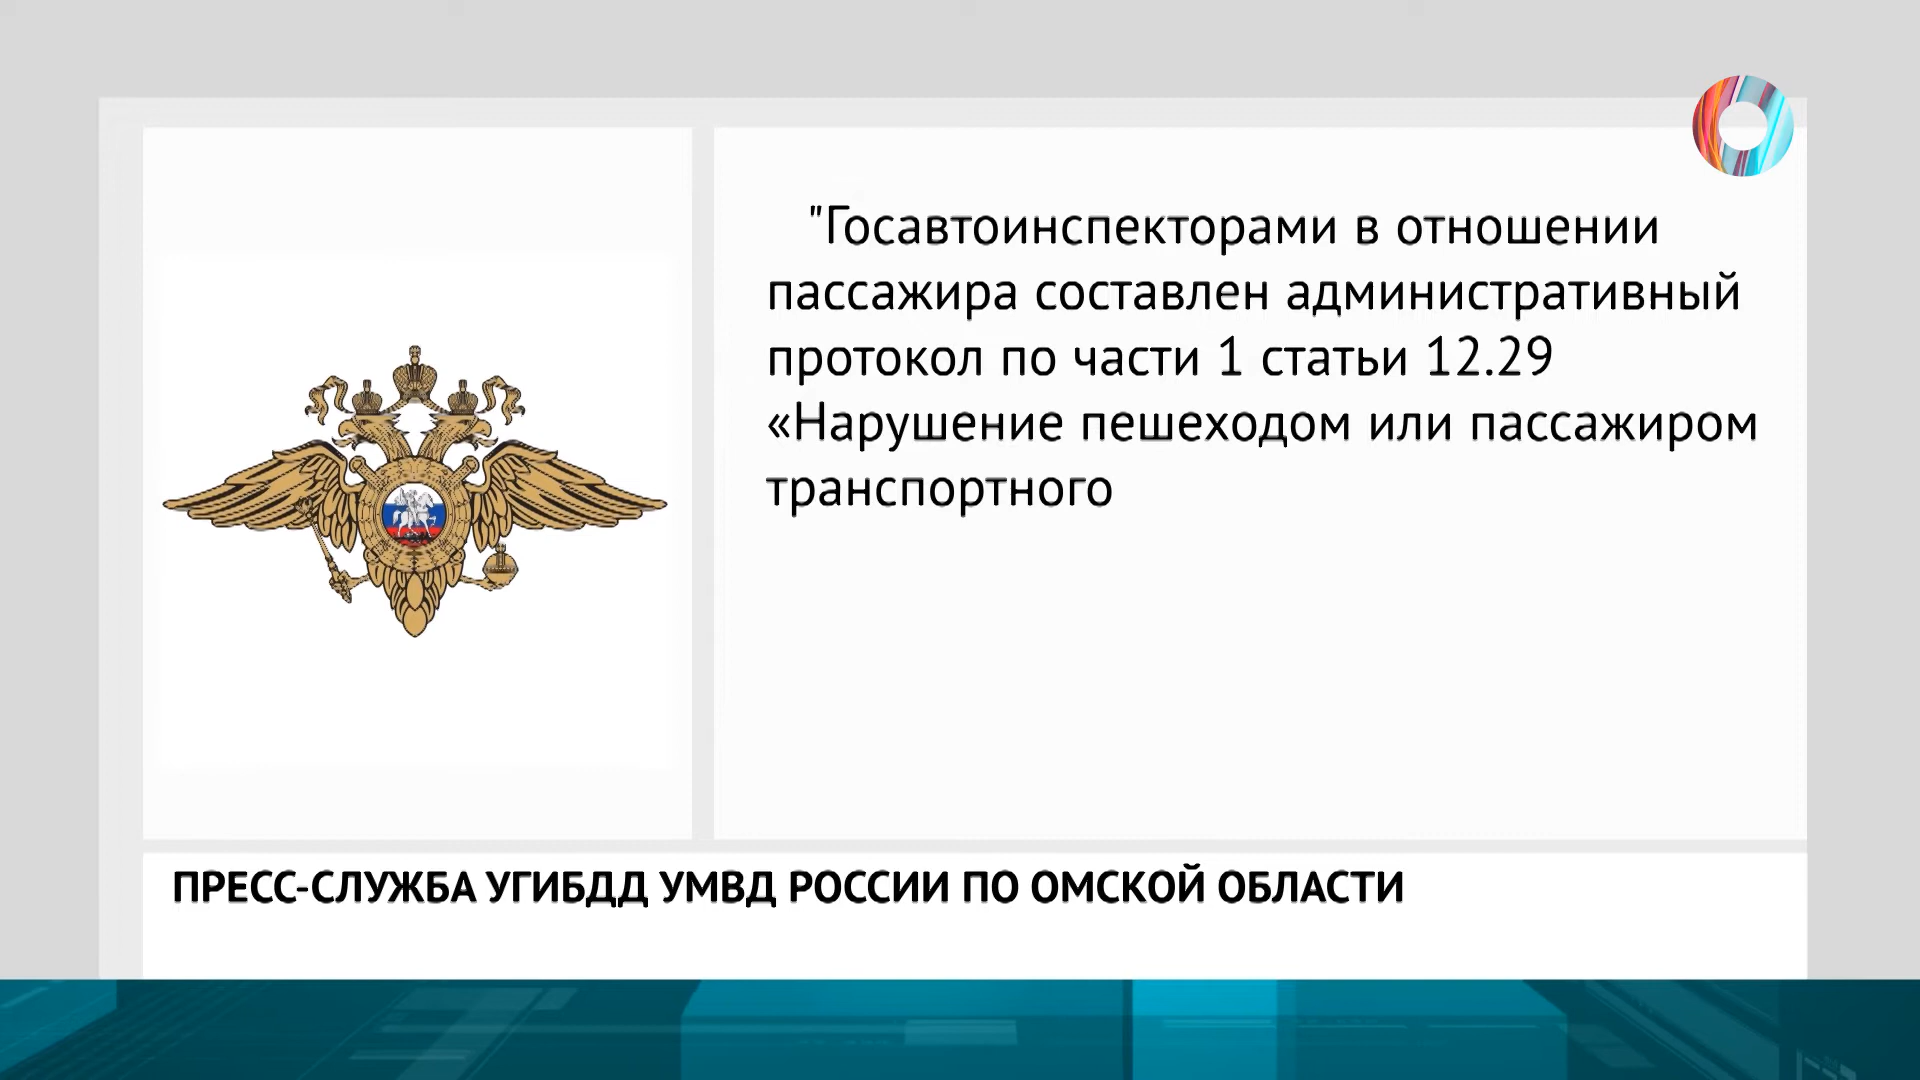 "Госавтоинспекторами в отношении
пассажира составлен административный
протокол по части 1 статьи 12.29
«Нарушение пешеходом или пассажиром
транспортного
ПРЕСС-СЛУЖБА УГИБДД УМВД РОССИИ ПО ОМСКОЙ ОБЛАСТИ